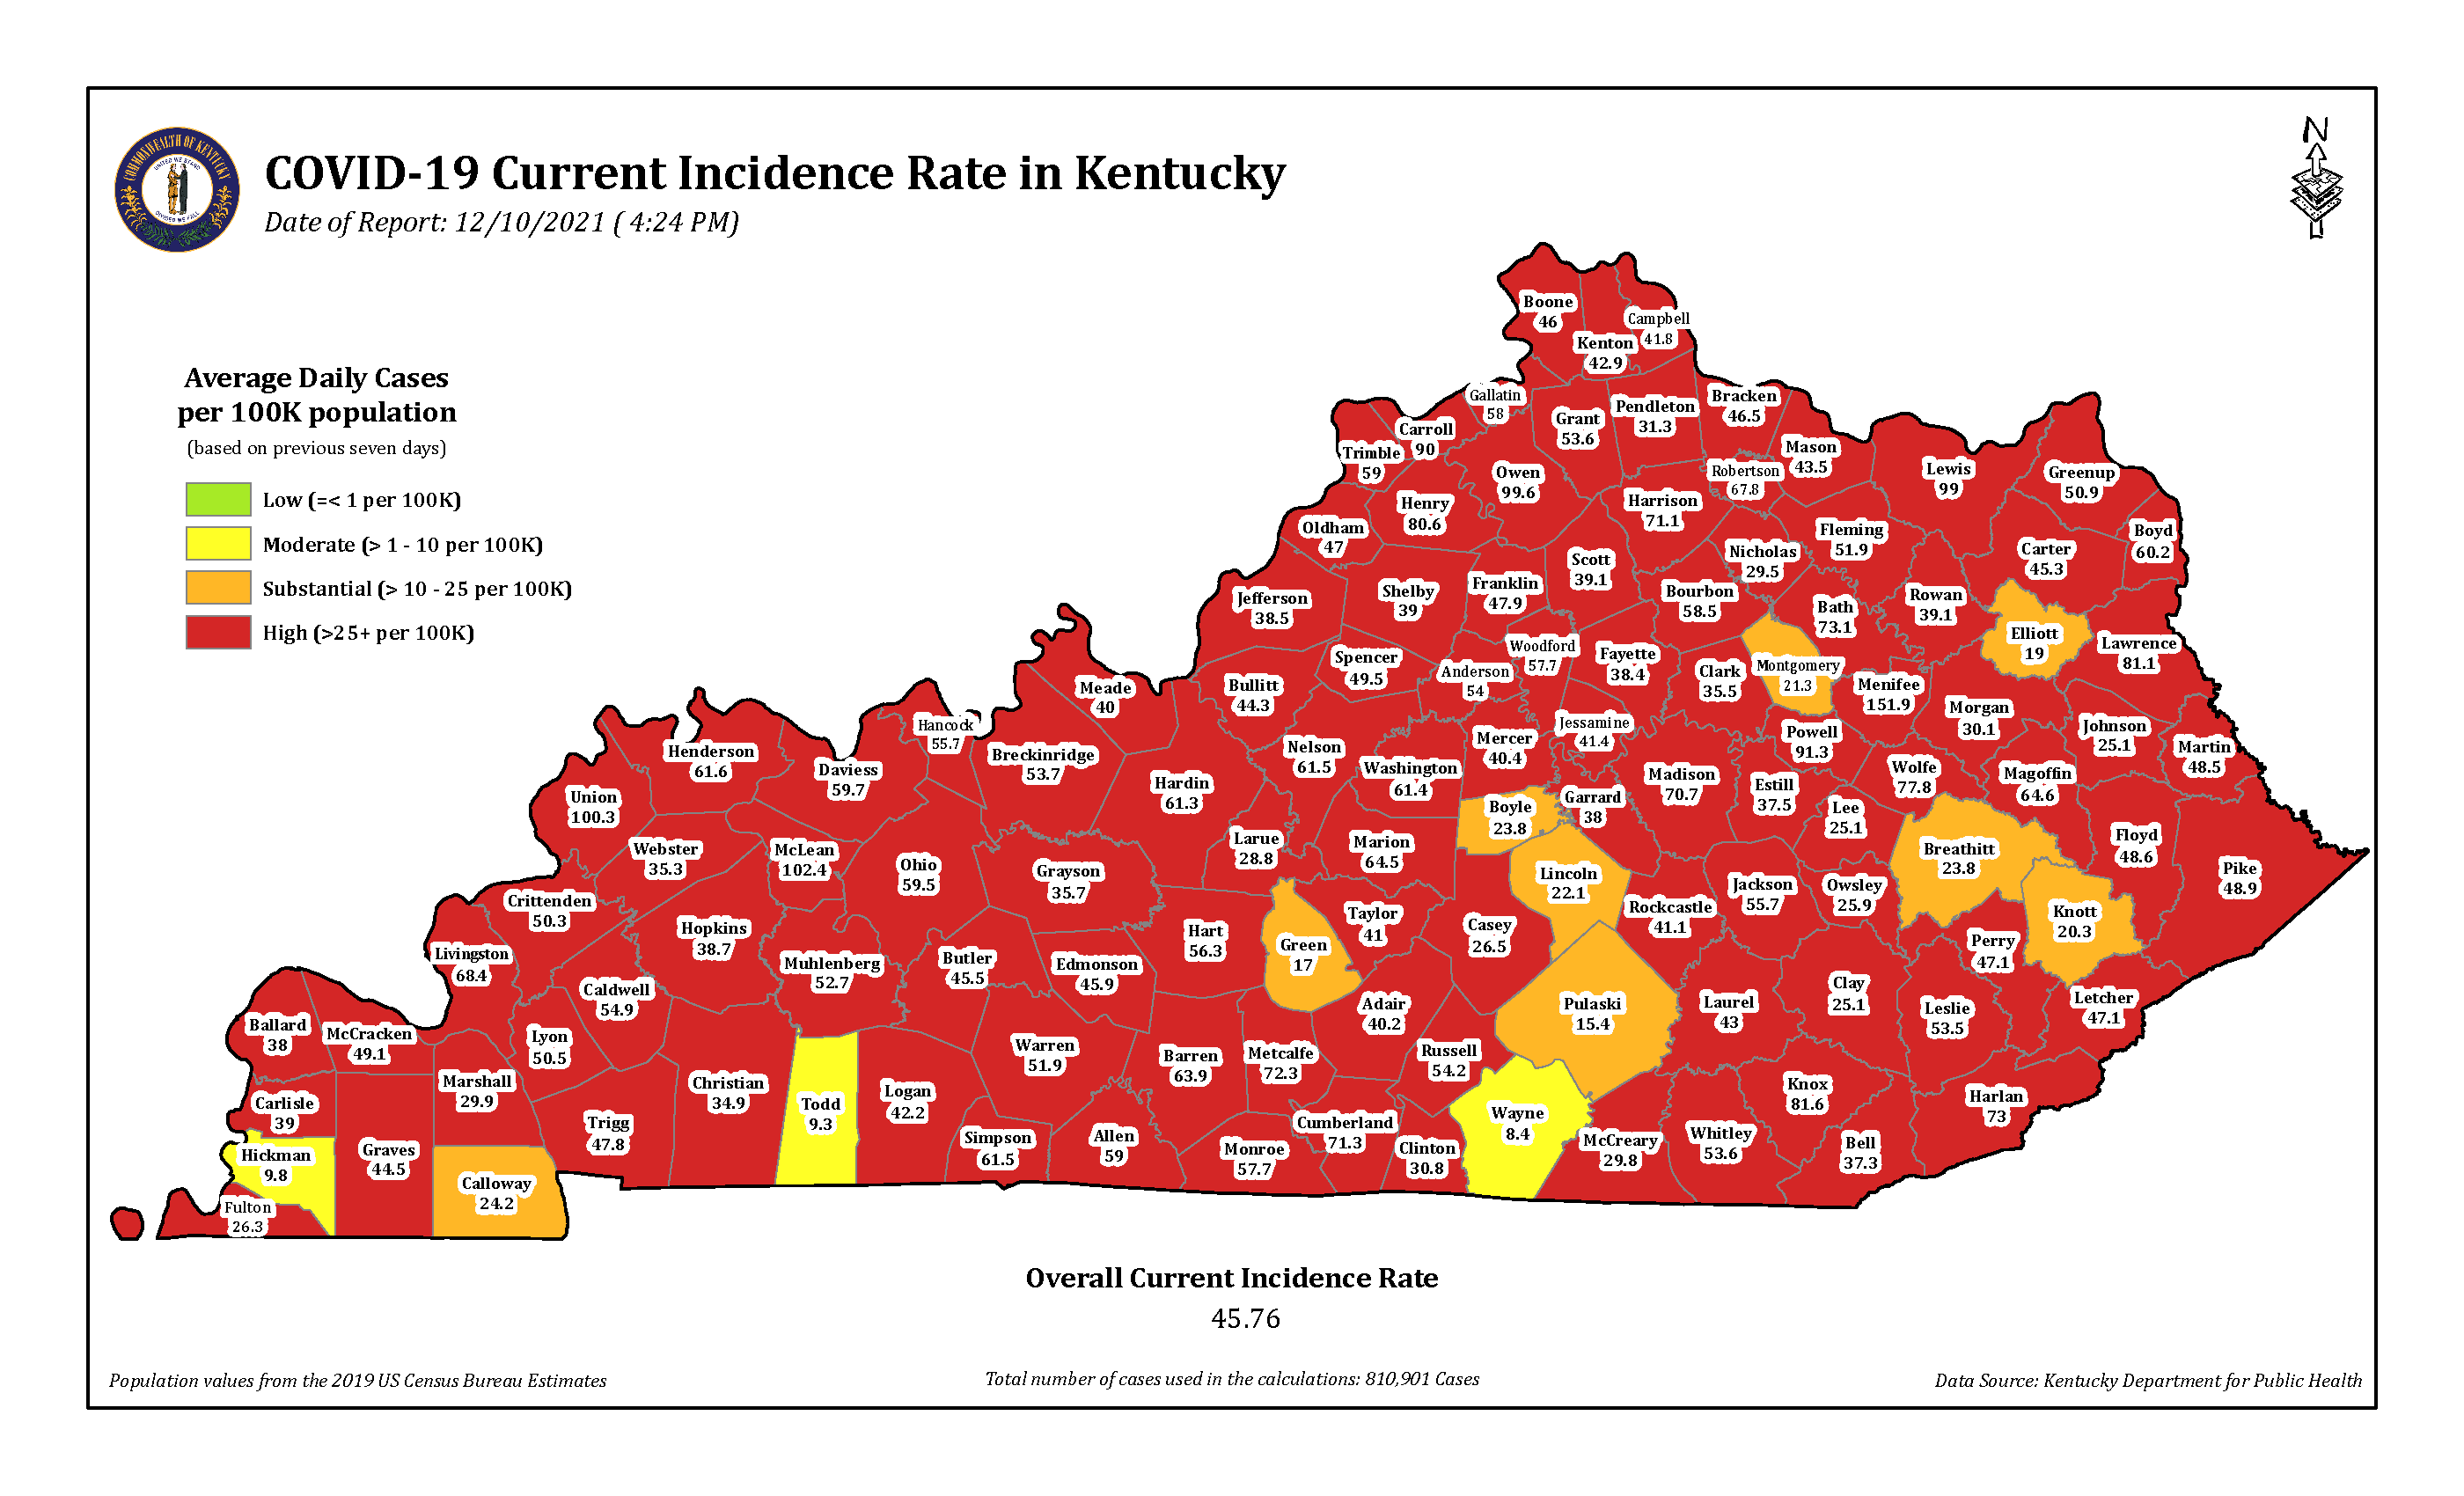 COMMONWEALTH OF KENTUCKY
UNITED WE STAND
DIVIDED WE FALL
COVID-19 Current Incidence Rate in Kentucky
Date of Report: 12/10/2021 ( 4:24 PM)
N
Average Daily Cases
per 100K population
(based on previous seven days)
Low (=< 1 per 100K)
Moderate (> 1 - 10 per 100K)
Substantial (> 10 - 25 per 100K)
High (>25+ per 100K)
Boone
46
Campbell
41.8
Kenton
42.9
Gallatin
58
Carroll
90
Trimble
59
Grant
53.6
Pendleton
31.3
Bracken
46.5
Mason
43.5
Robertson
67.8
Owen
99.6
Henry
80.6
Oldham
47
Harrison
71.1
Lewis
99
Greenup
50.9
Boyd
60.2
Fleming
51.9
Nicholas
29.5
Carter
45.3
Scott
39.1
Franklin
47.9
Shelby
39
Jefferson
38.5
Bourbon
58.5
Bath
73.1
Rowan
39.1
Elliott
19
Lawrence
81.1
Woodford
57.7
Fayette
38.4
Spencer
49.5
Anderson
54
Clark
35.5
Montgomery
21.3
Menifee
151.9
Morgan
30.1
Johnson
25.1
Martin
48.5
Bullitt
44.3
Meade
40
Hancock
55.7
Breckinridge
53.7
Henderson
61.6
Daviess
59.7
Union
100.3
Hardin
61.3
Nelson
61.5
Washington
61.4
Mercer
40.4
Jessamine
41.4
Powell
91.3
Madison
70.7
Estill
37.5
Wolfe
77.8
Magoffin
64.6
Boyle
23.8
Garrard
38
Lee
25.1
Floyd
48.6
Pike
48.9
Breathitt
23.8
Webster
35.3
McLean
102.4
Ohio
59.5
Grayson
35.7
Larue
28.8
Marion
64.5
Lincoln
22.1
Rockcastle
41.1
Jackson
55.7
Owsley
25.9
Knott
20.3
Perry
47.1
Crittenden
50.3
Livingston
68.4
Hopkins
38.7
Muhlenberg
52.7
Butler
45.5
Edmonson
45.9
Hart
56.3
Green
17
Taylor
41
Casey
26.5
Caldwell
54.9
Adair
40.2
Pulaski
15.4
Laurel
43
Clay
25.1
Leslie
53.5
Letcher
47.1
Ballard
38
McCracken
49.1
Lyon
50.5
Marshall
29.9
Carlisle
39
Trigg
47.8
Christian
34.9
Todd
9.3
Logan
42.2
Warren
51.9
Barren
63.9
Metcalfe
72.3
Russell
54.2
Wayne
8.4
Knox
81.6
Harlan
73
Simpson
61.5
Allen
59
Monroe
57.7
Cumberland
71.3
Clinton
30.8
McCreary
29.8
Whitley
53.6
Bell
37.3
Hickman
9.8
Graves
44.5
Calloway
24.2
Fulton
26.3
Overall Current Incidence Rate
45.76
Population values from the 2019 US Census Bureau Estimates
Total number of cases used in the calculations: 810,901 Cases
Data Source: Kentucky Department for Public Health